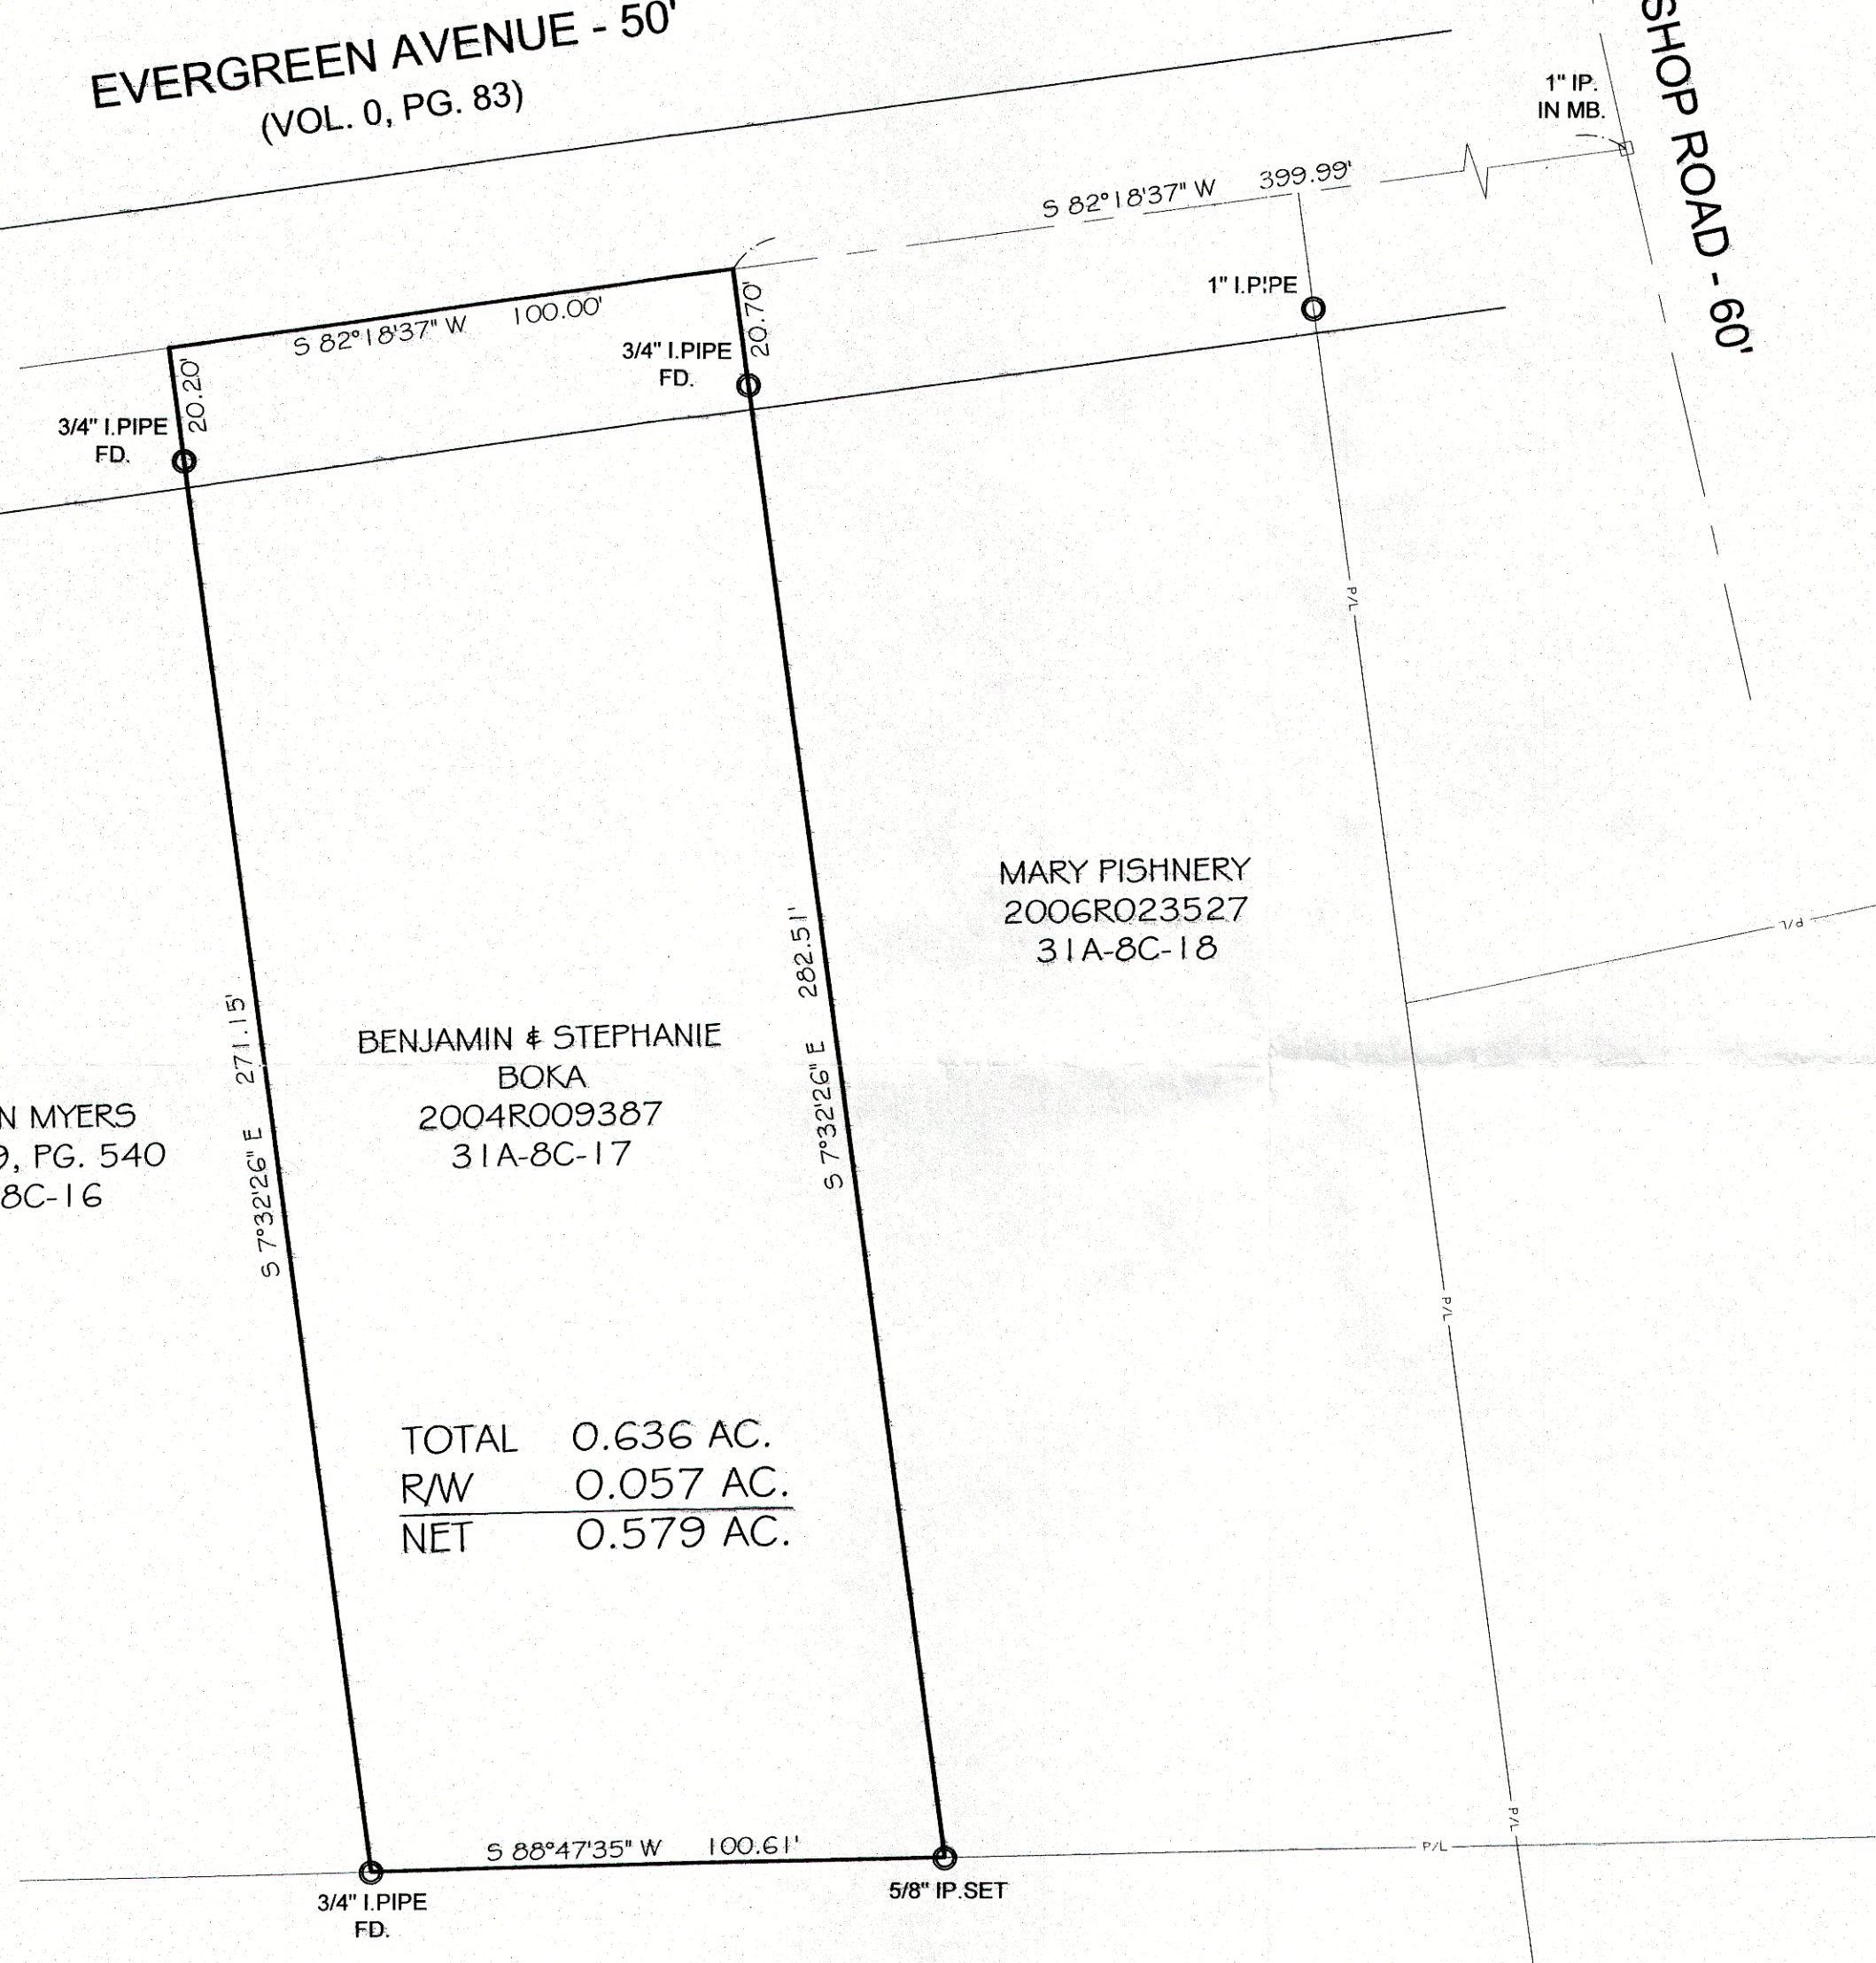 EVERGREEN AVENUE - 50'
(VOL. 0, PG. 83)
SHOP ROAD - 60'
1" IP.
IN MB.
S 82°18'37" W 399.99'
1" I.PIPE
S 82°18'37" W 100.00'
20.70'
3/4" I.PIPE
FD.
20.20'
3/4" I.PIPE
FD.
P/L
MARY PISHNERY
2006R023527
31A-8C-18
P/L
S 7°32'26" E 282.51'
S 7°32'26" E 271.15'
BENJAMIN & STEPHANIE
BOKA
2004R009387
31A-8C-17
N MYERS
9, PG. 540
8C-16
P/L
TOTAL 0.636 AC.
R/W 0.057 AC.
NET 0.579 AC.
P/L
S 88°47'35" W 100.61'
P/L
3/4" I.PIPE
FD.
5/8" IP.SET